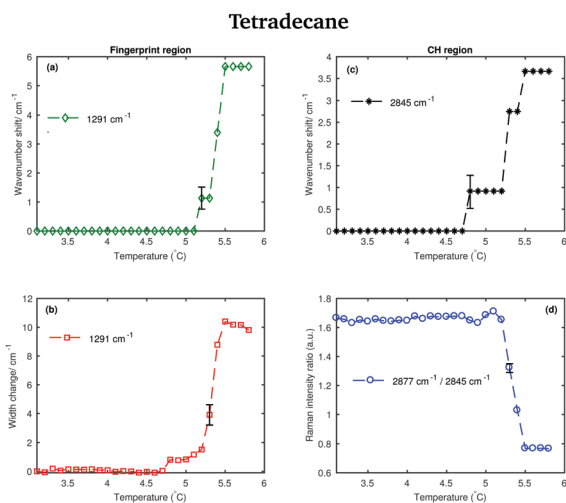 Tetradecane
Fingerprint region
(a)
1291 cm-1
Wavenumber shift/ cm-1
0
1
2
3
4
5
6
3.5
4
4.5
5
5.5
6
Temperature (°C)
CH region
(c)
2845 cm-1
Wavenumber shift/ cm-1
0
0.5
1
1.5
2
2.5
3
3.5
4
3.5
4
4.5
5
5.5
6
Temperature (°C)
(b)
1291 cm-1
Width change/ cm-1
0
2
4
6
8
10
12
3.5
4
4.5
5
5.5
6
Temperature (°C)
(d)
2877 cm-1 / 2845 cm-1
Raman intensity ratio (a.u.)
0.6
0.8
1
1.2
1.4
1.6
1.8
3.5
4
4.5
5
5.5
6
Temperature (°C)